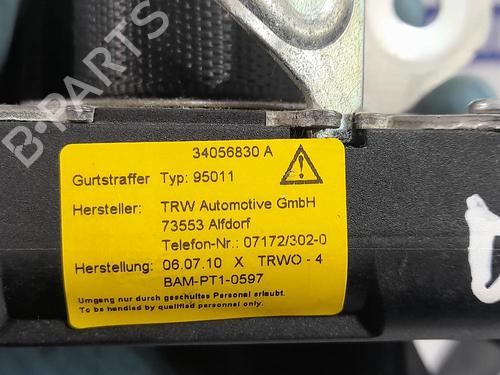 B-PARTS
34056830 A
Gurtstraffer Typ: 95011
Hersteller: TRW Automotive GmbH
73553 Alfdorf
Telefon-Nr.: 07172/302-0
Herstellung: 06.07.10 X TRWO - 4
BAM-PT1-0597
Umgang nur durch geschultes Personal erlaubt.
To be handled by qualified personnel only.